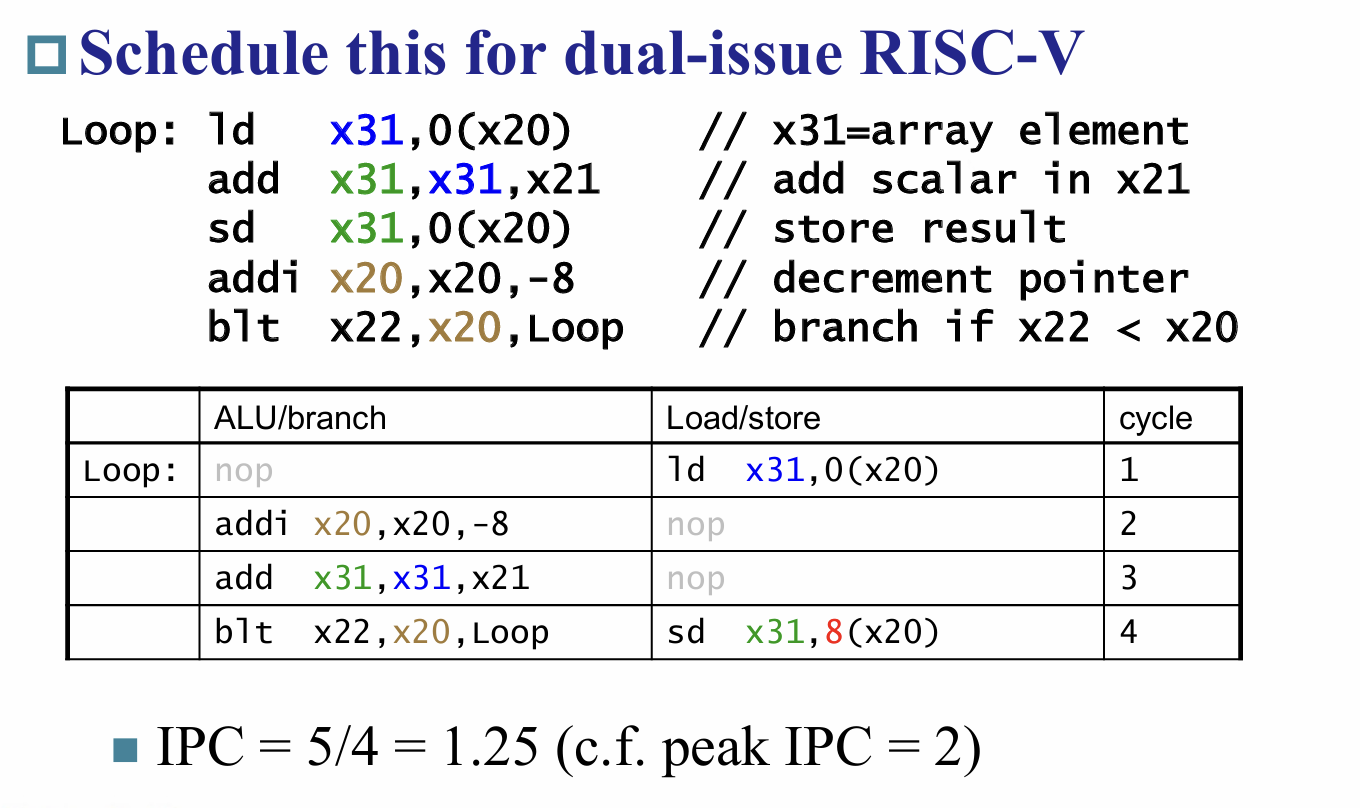 Schedule this for dual-issue RISC-V
Loop: ld x31,0(x20) // x31=array element
add x31,x31,x21 // add scalar in x21
sd x31,0(x20) // store result
addi x20,x20,-8 // decrement pointer
blt x22,x20,Loop // branch if x22 < x20
ALU/branch Load/store cycle
Loop: nop ld x31,0(x20) 1
addi x20,x20,-8 nop 2
add x31,x31,x21 nop 3
blt x22,x20,Loop sd x31,8(x20) 4
IPC = 5/4 = 1.25 (c.f. peak IPC = 2)